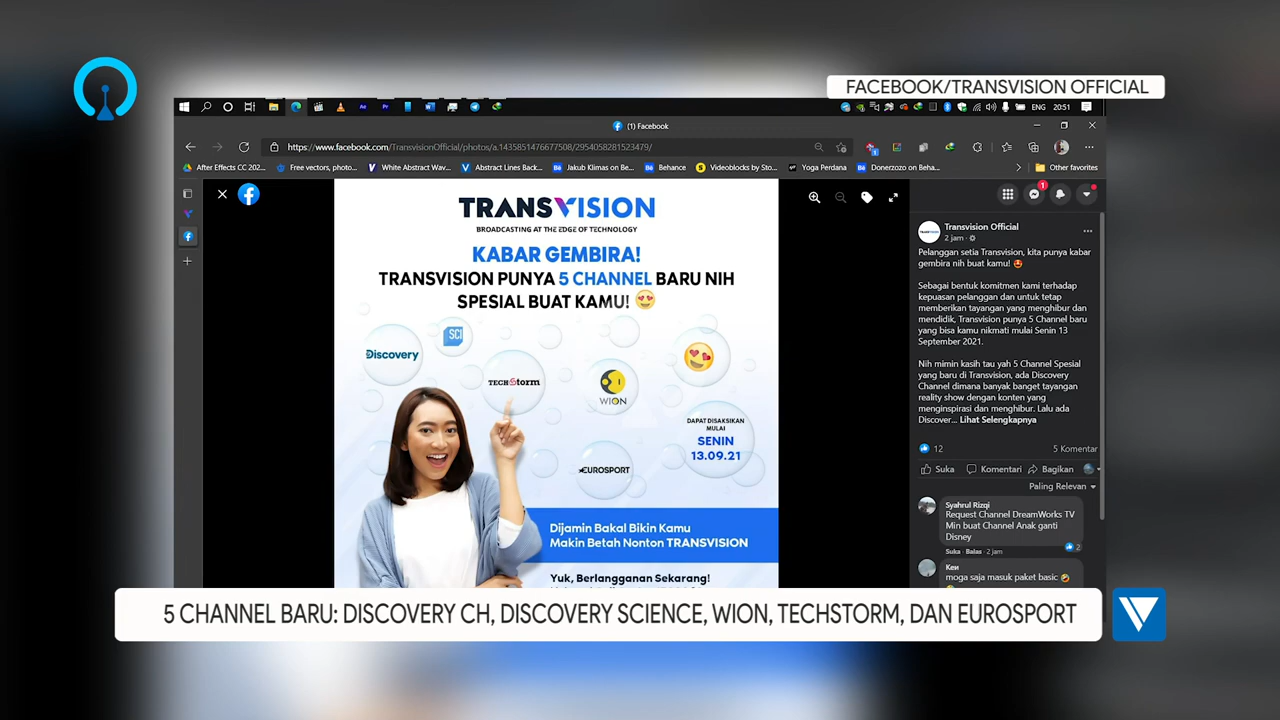 FACEBOOK/TRANSVISION OFFICIAL
ENG
20:51
(1) Facebook
https://www.facebook.com/TransvisionOfficial/photos/a.1435851476677508/2954058281523479/
After Effects CC 202...
Free vectors, photo...
White Abstract Wav...
Abstract Lines Back...
Jakub Klimas on Be...
Behance
Videoblocks by Sto...
Yoga Perdana
Donerzozo on Beha...
Other favorites
TRANSVISION
BROADCASTING AT THE EDGE OF TECHNOLOGY
KABAR GEMBIRA!
TRANSVISION PUNYA 5 CHANNEL BARU NIH
SPESIAL BUAT KAMU! 😍
Discovery
SCI
TECHStorm
WION
EUROSPORT
DAPAT DISAKSIKAN
MULAI
SENIN
13.09.21
Dijamin Bakal Bikin Kamu
Makin Betah Nonton TRANSVISION
Yuk, Berlangganan Sekarang!
1
Transvision Official
2 jam
Pelanggan setia Transvision, kita punya kabar
gembira nih buat kamu! 🤩
Sebagai bentuk komitmen kami terhadap
kepuasan pelanggan dan untuk tetap
memberikan tayangan yang menghibur dan
mendidik, Transvision punya 5 Channel baru
yang bisa kamu nikmati mulai Senin 13
September 2021.
Nih mimin kasih tau yah 5 Channel Spesial
yang baru di Transvision, ada Discovery
Channel dimana banyak banget tayangan
reality show dengan konten yang
menginspirasi dan menghibur. Lalu ada
Discover... Lihat Selengkapnya
12
5 Komentar
Suka
Komentari
Bagikan
Paling Relevan
Syahrul Rizqi
Request Channel DreamWorks TV
Min buat Channel Anak ganti
Disney
2
Suka · Balas · 2 jam
Кеи
moga saja masuk paket basic 🤣
5 CHANNEL BARU: DISCOVERY CH, DISCOVERY SCIENCE, WION, TECHSTORM, DAN EUROSPORT